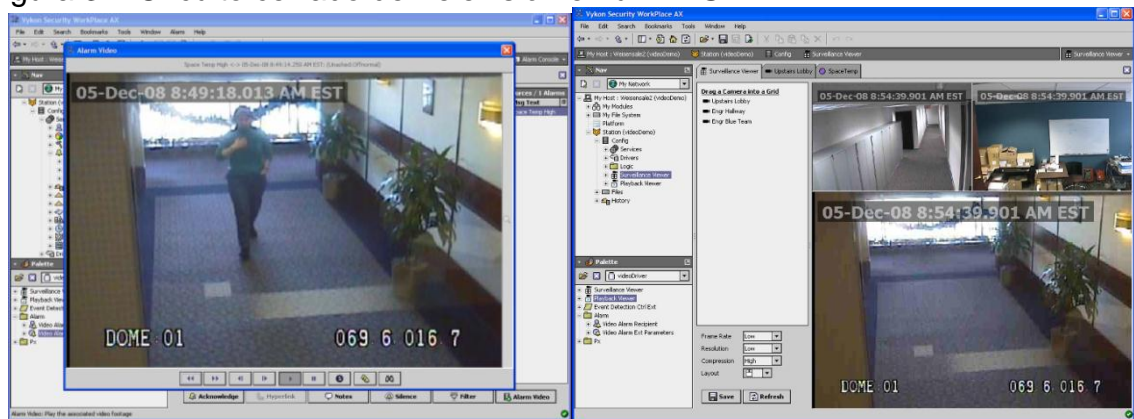 Vykon Security WorkPlace AX
File Edit Search Bookmarks Tools Window Alarm Help
Alarm Video
05-Dec-08 8:49:18.013 AM EST
DOME 01
069 6 016 7
Nav
Palette
Acknowledge
Hyperlink
Notes
Silence
Filter
Alarm Video
Alarm Video: Play the associated video footage
Vykon Security WorkPlace AX
File Edit Search Bookmarks Tools Window Help
Station (videoDemo)
Config
Surveillance Viewer
Surveillance Viewer
Nav
My Network
My Modules
My File System
Platform
Station (videoDemo)
Config
Services
Drivers
Logic
Surveillance Viewer
Playback Viewer
Files
History
Palette
videoDriver
Surveillance Viewer
Playback Viewer
Event Detection Ctrl Ext
Alarm
Video Alarm Recipient
Video Alarm Ext Parameters
Px
Surveillance Viewer
Upstairs Lobby
SpaceTemp
Drag a Camera into a Grid
Upstairs Lobby
Engr Hallway
Engr Blue Team
Frame Rate Low
Resolution Low
Compression High
Layout
Save
Refresh
05-Dec-08 8:54:39.901 AM EST
05-Dec-08 8:54:39.901 AM EST
05-Dec-08 8:54:39.901 AM EST
DOME 01
069 6 016 7